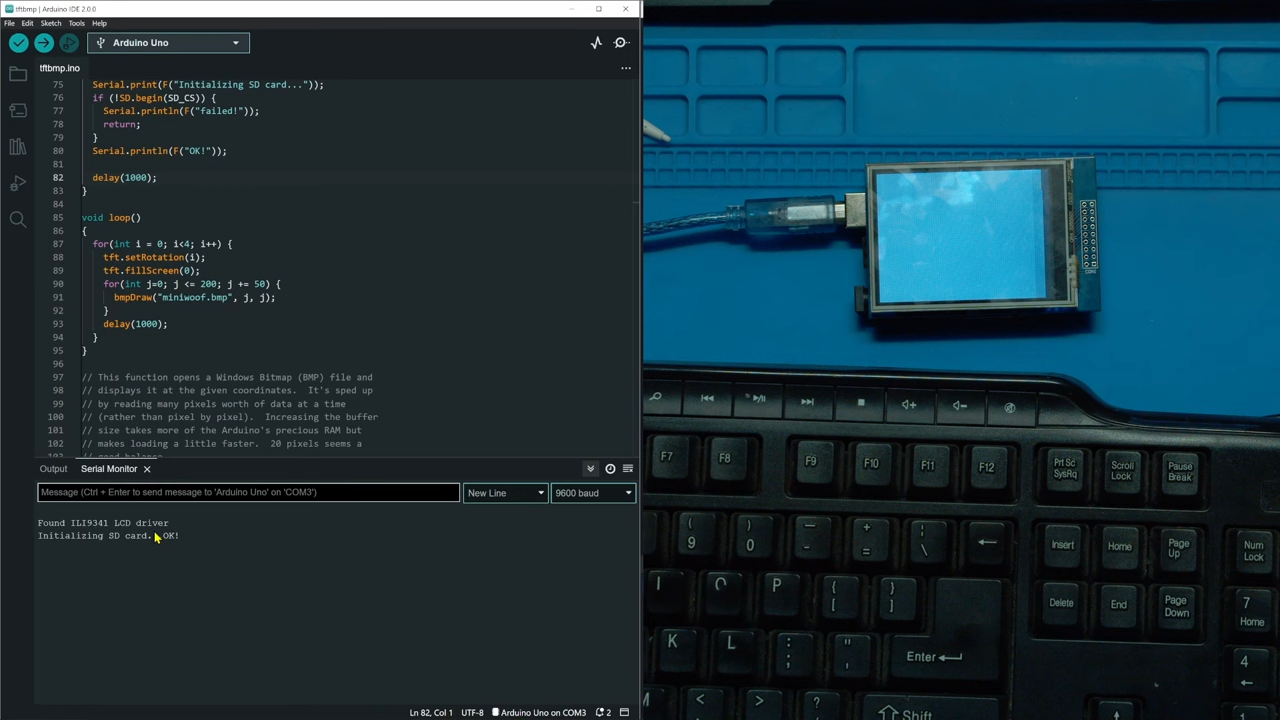 tftbmp | Arduino IDE 2.0.0
File Edit Sketch Tools Help
Arduino Uno
tftbmp.ino
75 Serial.print(F("Initializing SD card..."));
76 if (!SD.begin(SD_CS)) {
77 Serial.println(F("failed!"));
78 return;
79 }
80 Serial.println(F("OK!"));
81
82 delay(1000);
83 }
84
85 void loop()
86 {
87 for(int i = 0; i<4; i++) {
88 tft.setRotation(i);
89 tft.fillScreen(0);
90 for(int j=0; j <= 200; j += 50) {
91 bmpDraw("miniwoof.bmp", j, j);
92 }
93 delay(1000);
94 }
95 }
96
97 // This function opens a Windows Bitmap (BMP) file and
98 // displays it at the given coordinates. It's sped up
99 // by reading many pixels worth of data at a time
100 // (rather than pixel by pixel). Increasing the buffer
101 // size takes more of the Arduino's precious RAM but
102 // makes loading a little faster. 20 pixels seems a
Output Serial Monitor
Message (Ctrl + Enter to send message to 'Arduino Uno' on 'COM3')
New Line
9600 baud
Found ILI9341 LCD driver
Initializing SD card. OK!
Ln 82, Col 1 UTF-8 Arduino Uno on COM3 2
F7 F8 F9 F10 F11 F12
Prt Sc
SysRq
Scroll
Lock
Pause
Break
( 9
) 0
_ -
+ =
| \
Insert
Home
Page
Up
Num
Lock
I O P
{ [
} ]
Delete
End
Page
Down
7
Home
K L
: ;
" '
Enter
4
< > ?
Shift